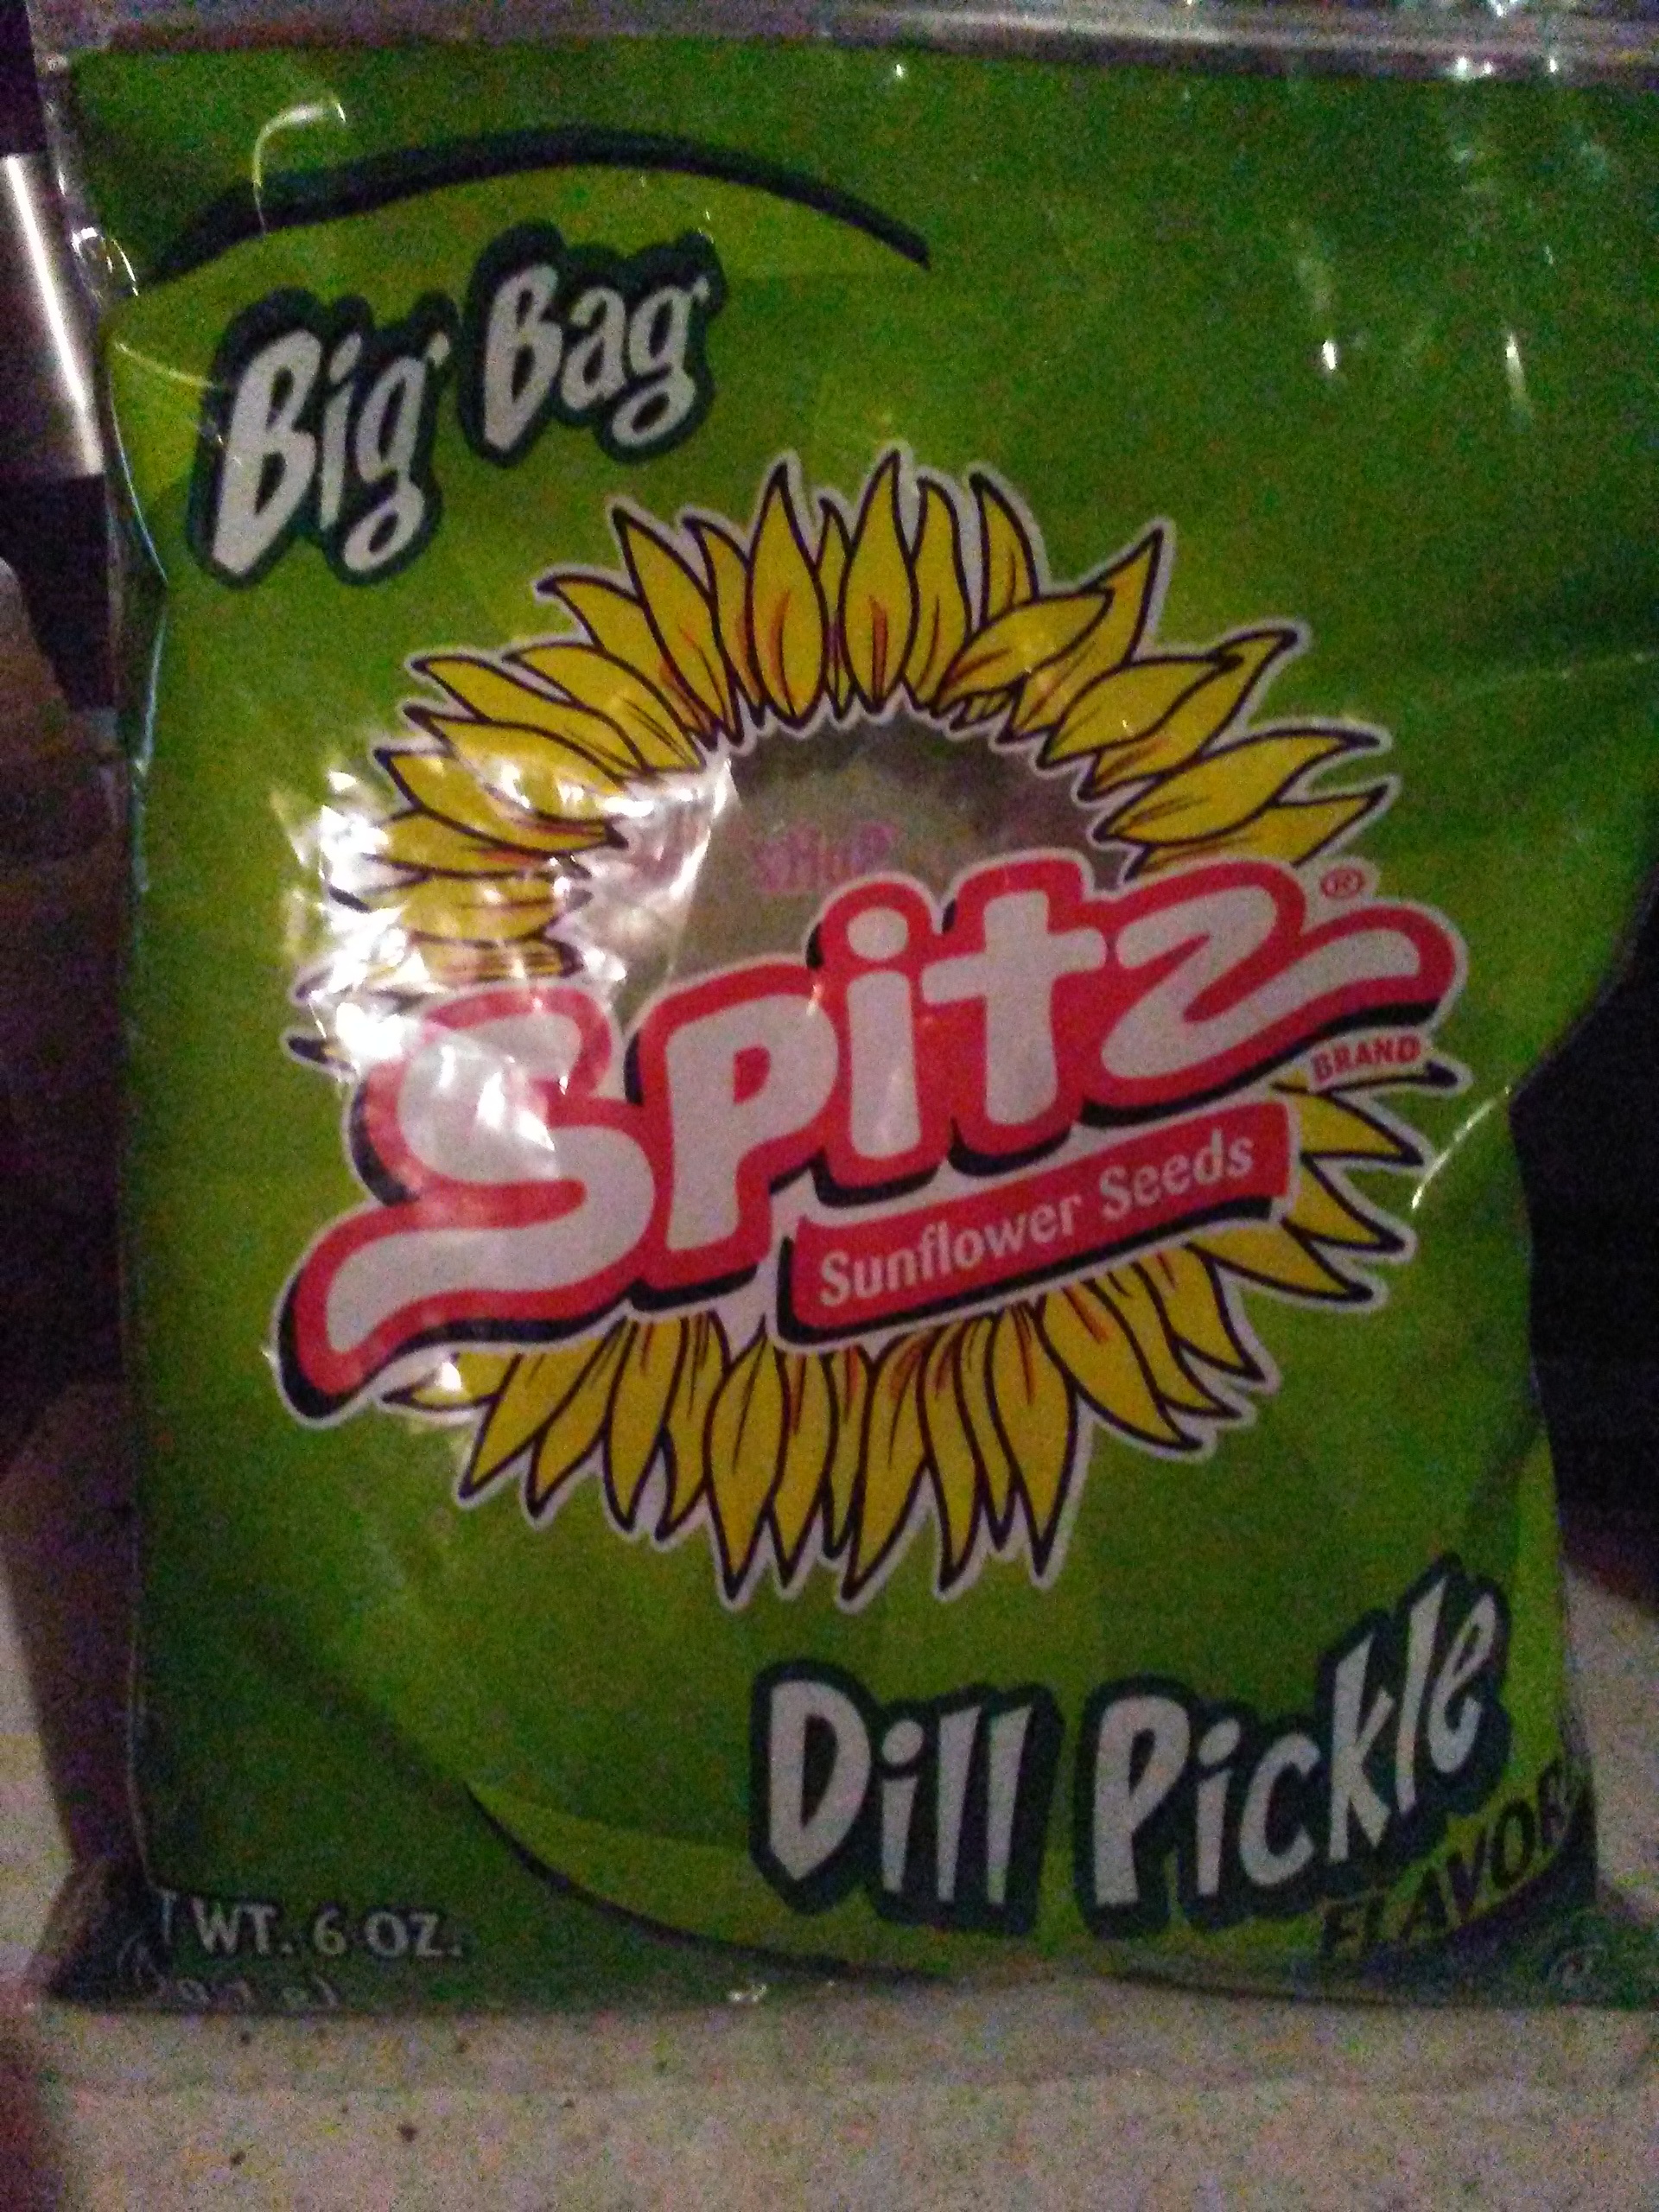 Big Bag
Spitz®
BRAND
Sunflower Seeds
Dill Pickle
FLAVOR
WT. 6 OZ.